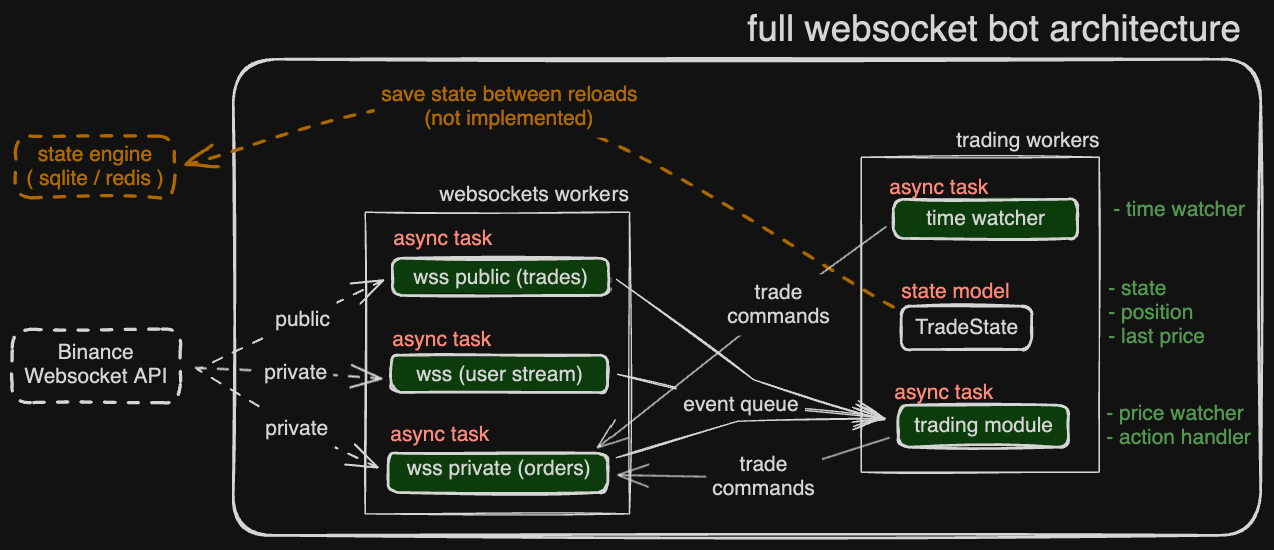 full websocket bot architecture
save state between reloads
(not implemented)
state engine
( sqlite / redis )
trading workers
websockets workers
async task
time watcher
- time watcher
async task
wss public (trades)
state model
TradeState
- state
- position
- last price
trade
commands
public
Binance
Websocket API
private
async task
wss (user stream)
event queue
async task
trading module
- price watcher
- action handler
private
async task
wss private (orders)
trade
commands